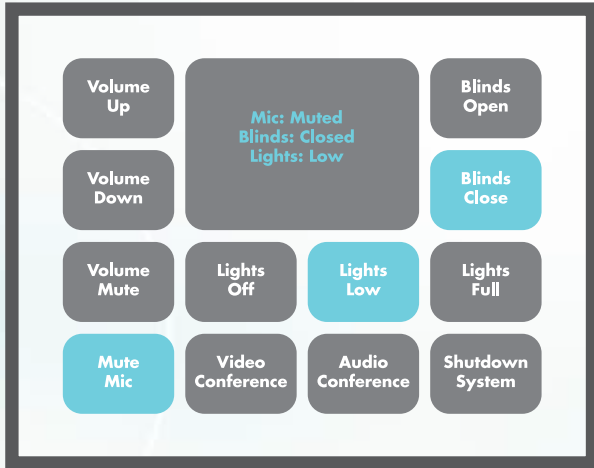 Volume
Up
Mic: Muted
Blinds: Closed
Lights: Low
Blinds
Open
Volume
Down
Blinds
Close
Volume
Mute
Lights
Off
Lights
Low
Lights
Full
Mute
Mic
Video
Conference
Audio
Conference
Shutdown
System